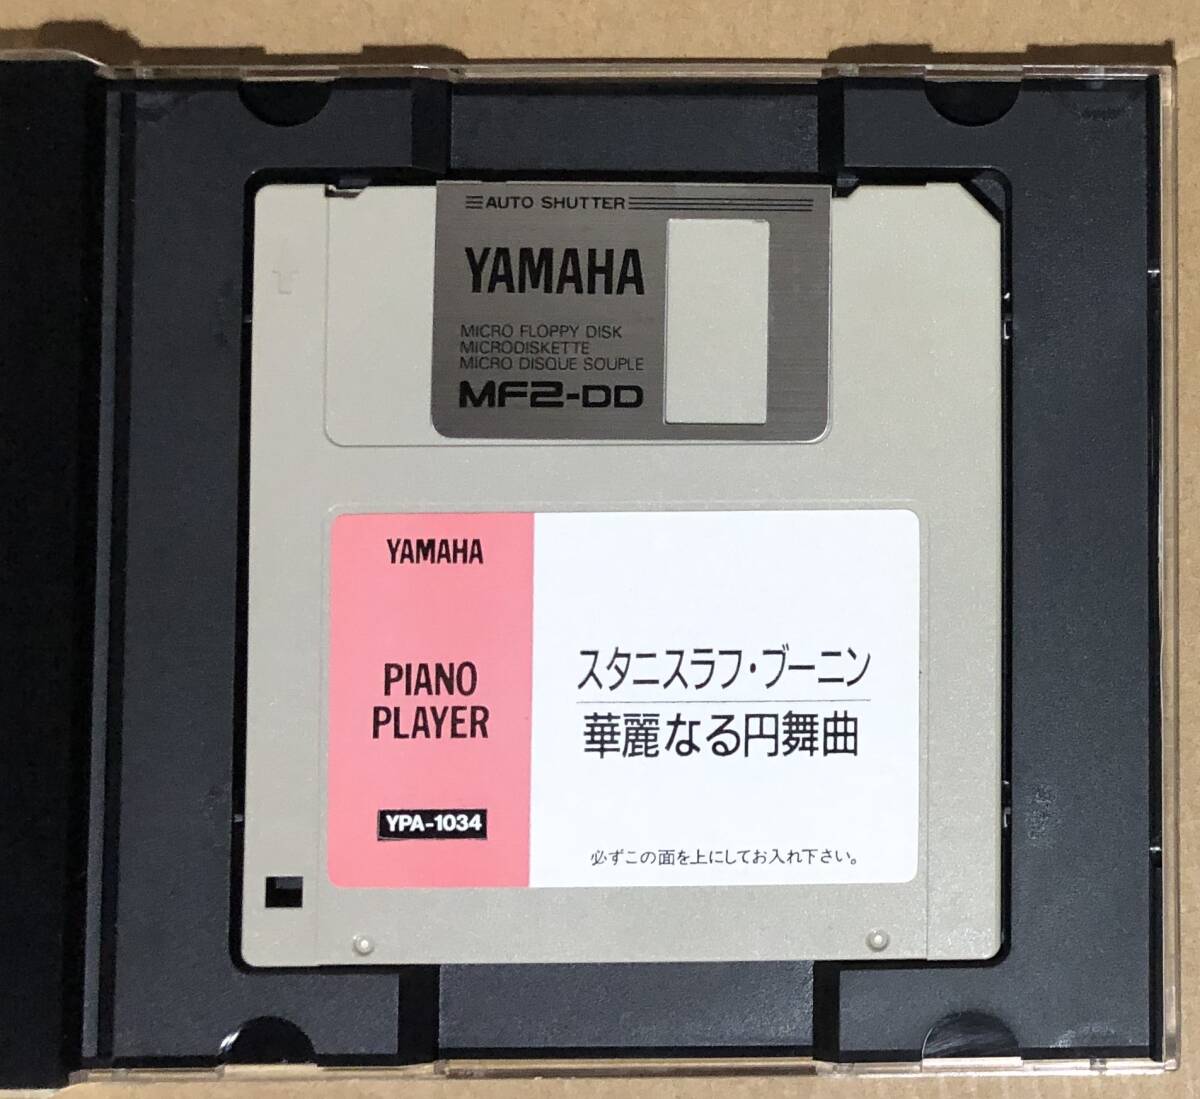 AUTO SHUTTER
YAMAHA
MICRO FLOPPY DISK
MICRODISKETTE
MICRO DISQUE SOUPLE
MF2-DD
YAMAHA
PIANO
PLAYER
YPA-1034
スタニスラフ・ブーニン
華麗なる円舞曲
必ずこの面を上にしてお入れ下さい。